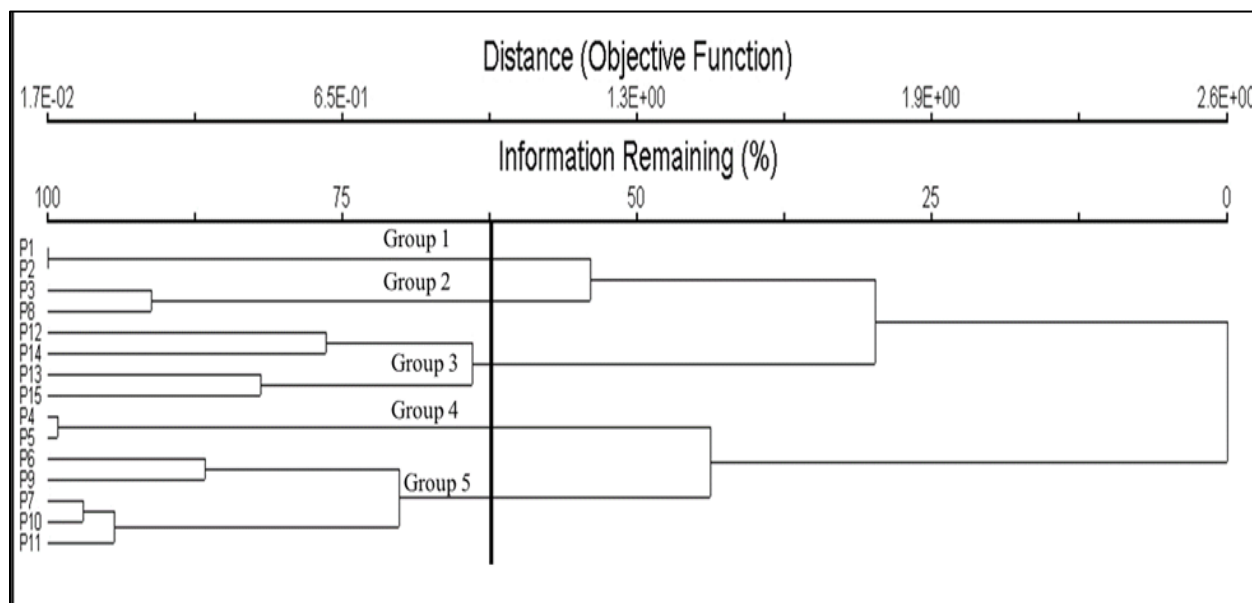 Distance (Objective Function)
1.7E-02 6.5E-01 1.3E+00 1.9E+00 2.6E+00
Information Remaining (%)
100 75 50 25 0
P1 Group 1
P2
P3 Group 2
P8
P12
P14
P13 Group 3
P15
P4 Group 4
P5
P6
P9 Group 5
P7
P10
P11